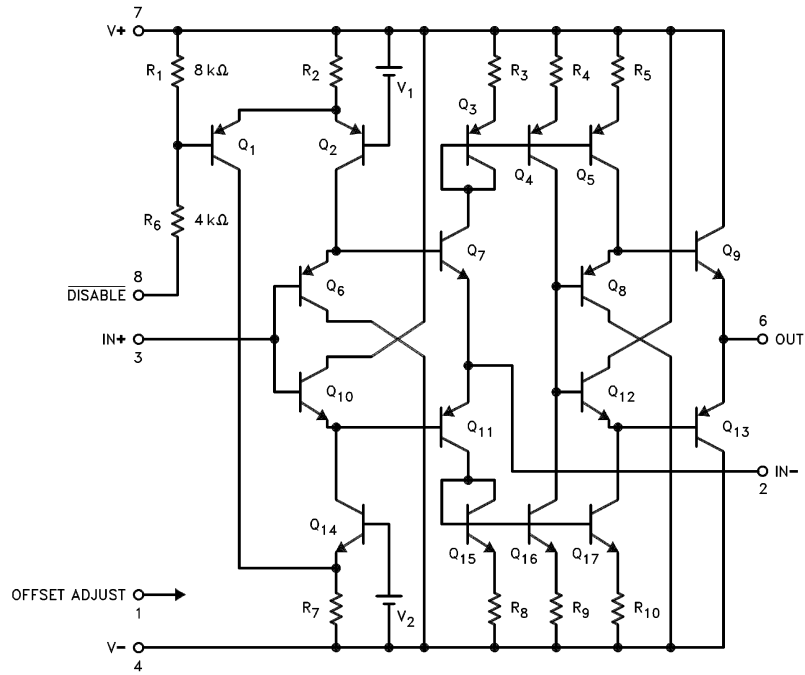 7
V+
R1 8 kΩ
R2
V1
R3
R4
R5
Q3
Q1
Q2
Q4
Q5
R6 4 kΩ
Q7
Q9
8
DISABLE
Q6
Q8
IN+
3
6
OUT
Q10
Q12
Q11
Q13
IN-
2
Q14
Q15
Q16
Q17
OFFSET ADJUST
1
R7
V2
R8
R9
R10
V-
4